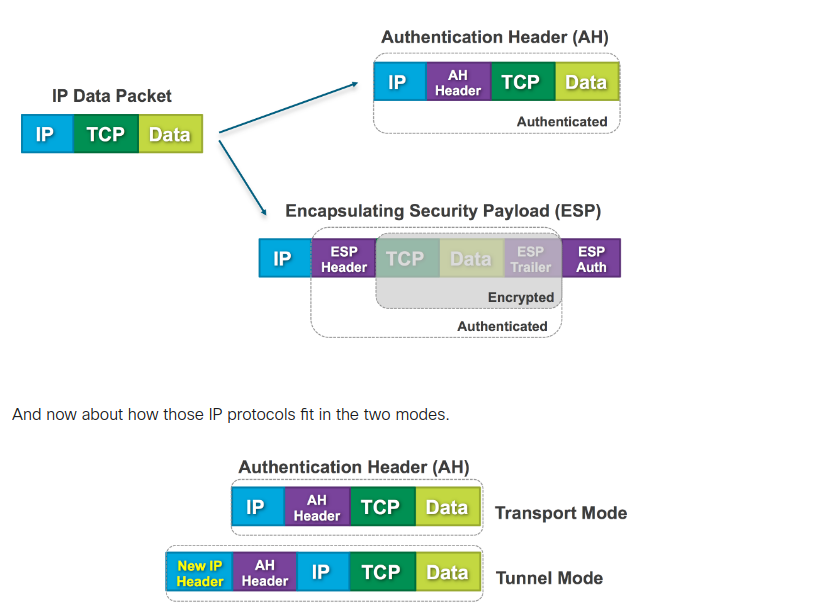 Authentication Header (AH)
IP AH Header TCP Data
Authenticated
IP Data Packet
IP TCP Data
Encapsulating Security Payload (ESP)
IP ESP Header TCP Data ESP Trailer ESP Auth
Encrypted
Authenticated
And now about how those IP protocols fit in the two modes.
Authentication Header (AH)
IP AH Header TCP Data Transport Mode
New IP Header AH Header IP TCP Data Tunnel Mode